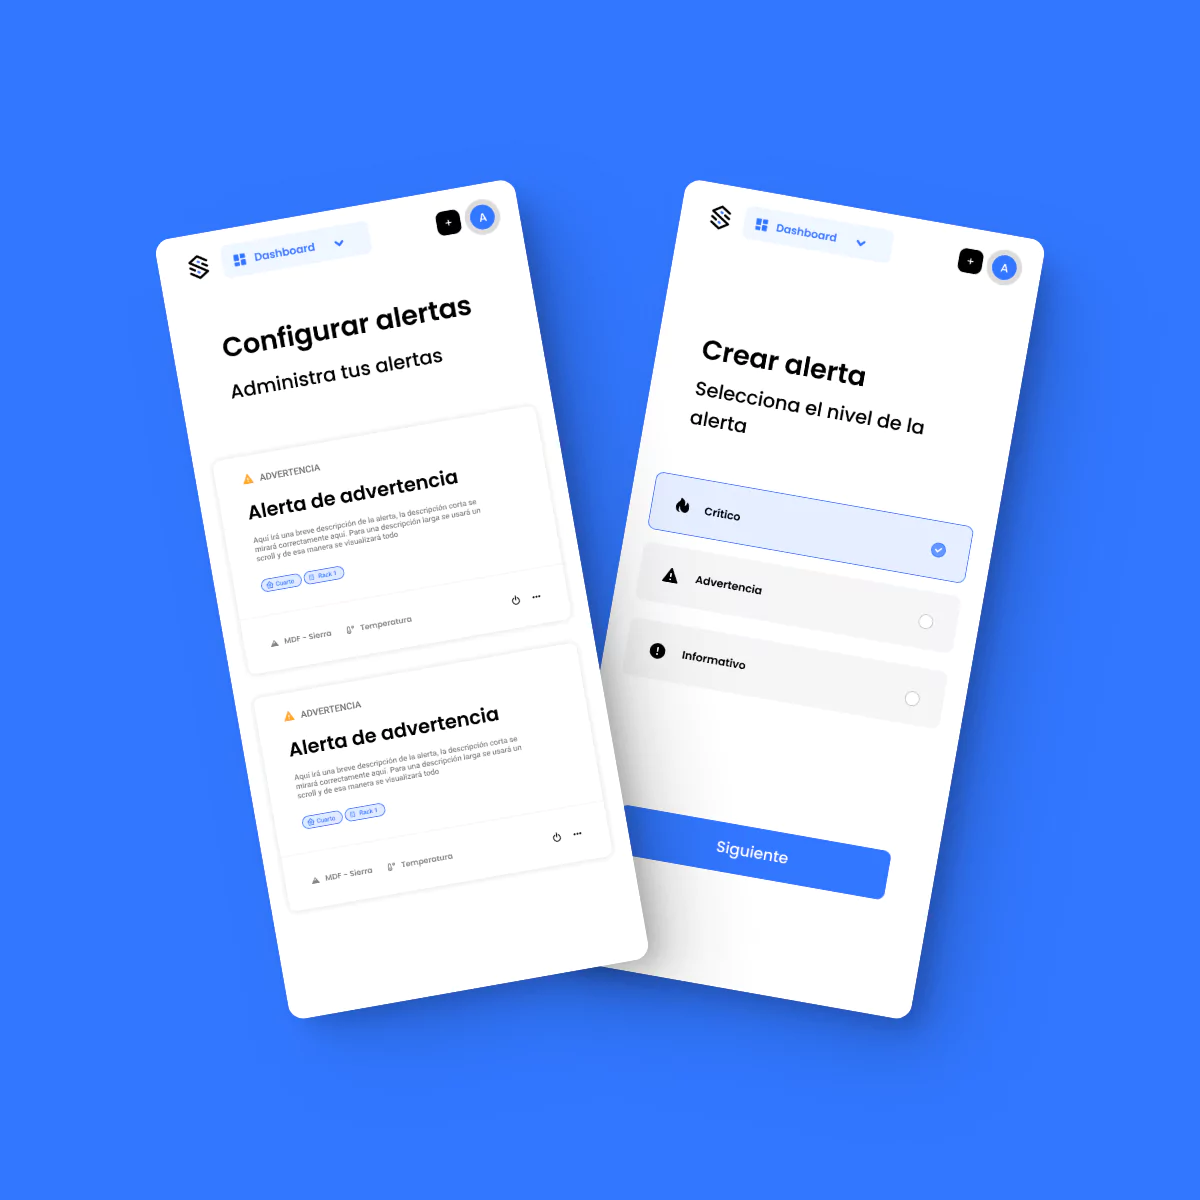 Dashboard
+
A
Configurar alertas
Administra tus alertas
ADVERTENCIA
Alerta de advertencia
Aquí irá una breve descripción de la alerta, la descripción corta se
mirará correctamente aquí. Para una descripción larga se usará un
scroll y de esa manera se visualizará todo
Cuarto
Rack 1
MDF - Sierra
Temperatura
ADVERTENCIA
Alerta de advertencia
Aquí irá una breve descripción de la alerta, la descripción corta se
mirará correctamente aquí. Para una descripción larga se usará un
scroll y de esa manera se visualizará todo
Cuarto
Rack 1
MDF - Sierra
Temperatura
Dashboard
+
A
Crear alerta
Selecciona el nivel de la
alerta
Crítico
Advertencia
Informativo
Siguiente